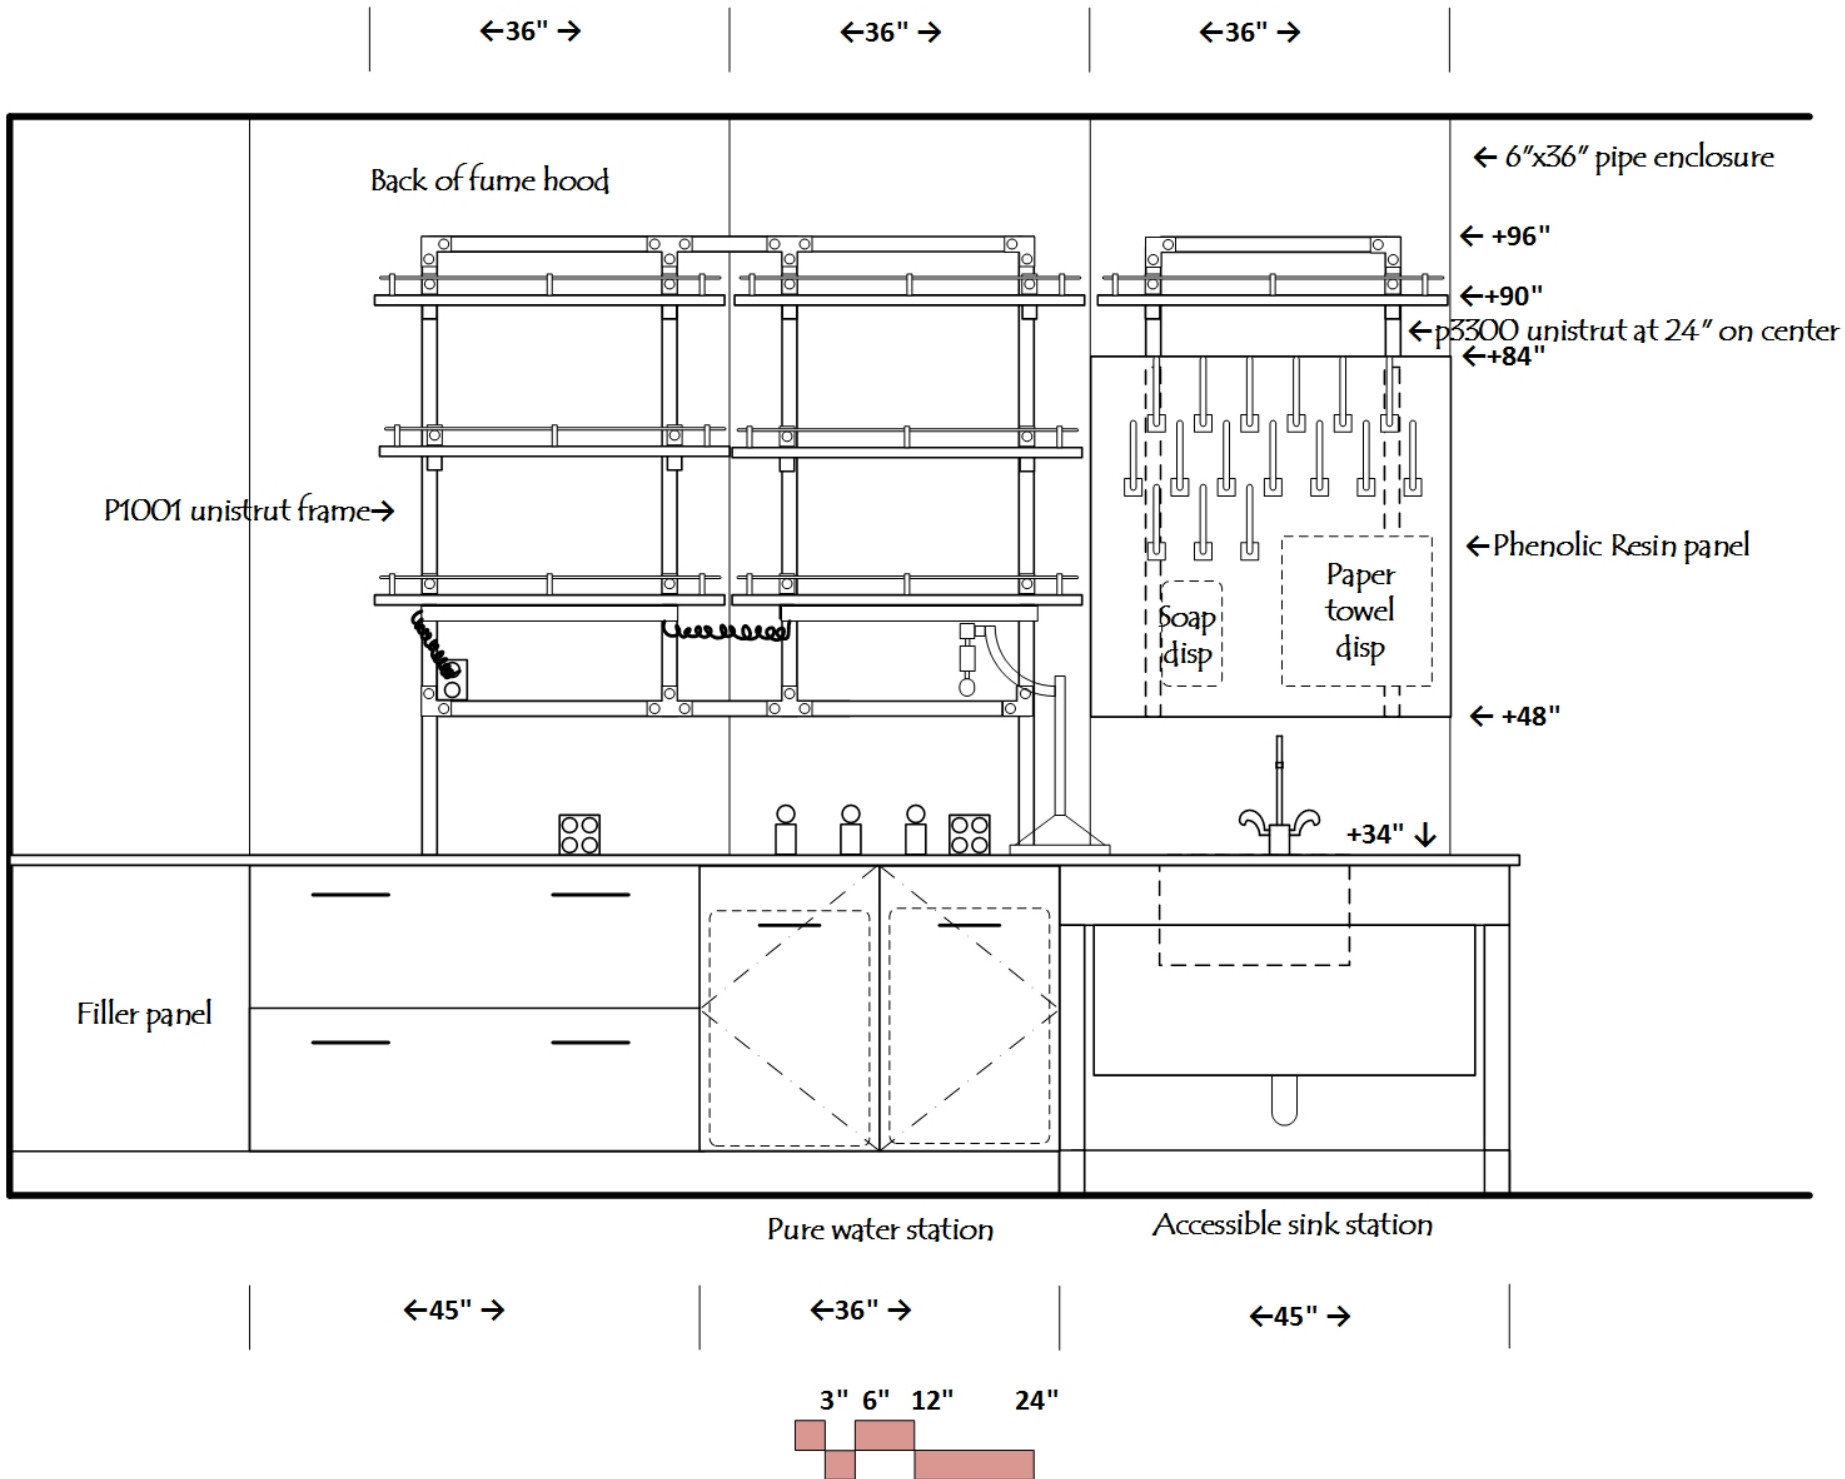 ←36" → ←36" → ←36" →
← 6"x36" pipe enclosure
Back of fume hood
← +96"
←+90"
←p3300 unistrut at 24" on center
←+84"
P1001 unistrut frame→
←Phenolic Resin panel
Paper
towel
disp
Soap
disp
← +48"
+34" ↓
Filler panel
Pure water station
Accessible sink station
←45" → ←36" → ←45" →
3" 6" 12" 24"